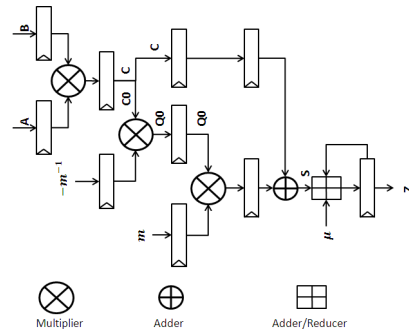 B
A
C
C
C0
Q0
Q0
−m⁻¹
m
S
μ
Z
Multiplier
Adder
Adder/Reducer